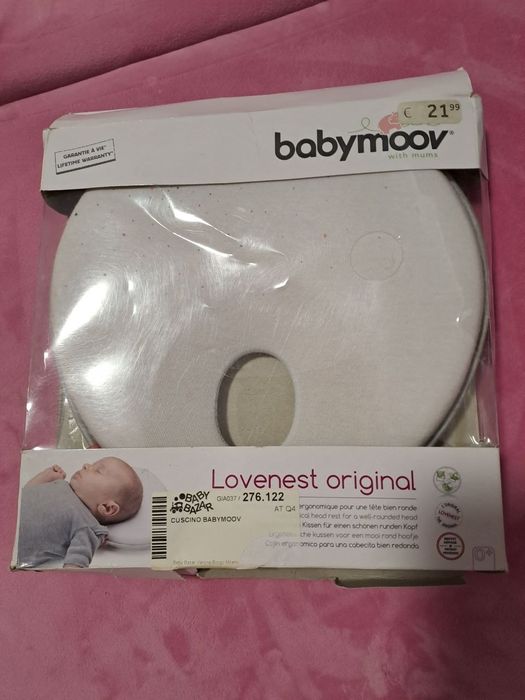 € 21 99
GARANTIE À VIE*
LIFETIME WARRANTY*
babymoov®
with mums
Lovenest original
BABY
BAZAR
GIA037 / 276.122
AT Q4
CUSCINO BABYMOOV
ergonomique pour une tête bien ronde
head rest for a well-rounded head
Kissen für einen schönen runden Kopf
kussen voor een mooi rond hoofdje
Cojín ergonómico para una cabecita bien redonda
LOVENEST
0+